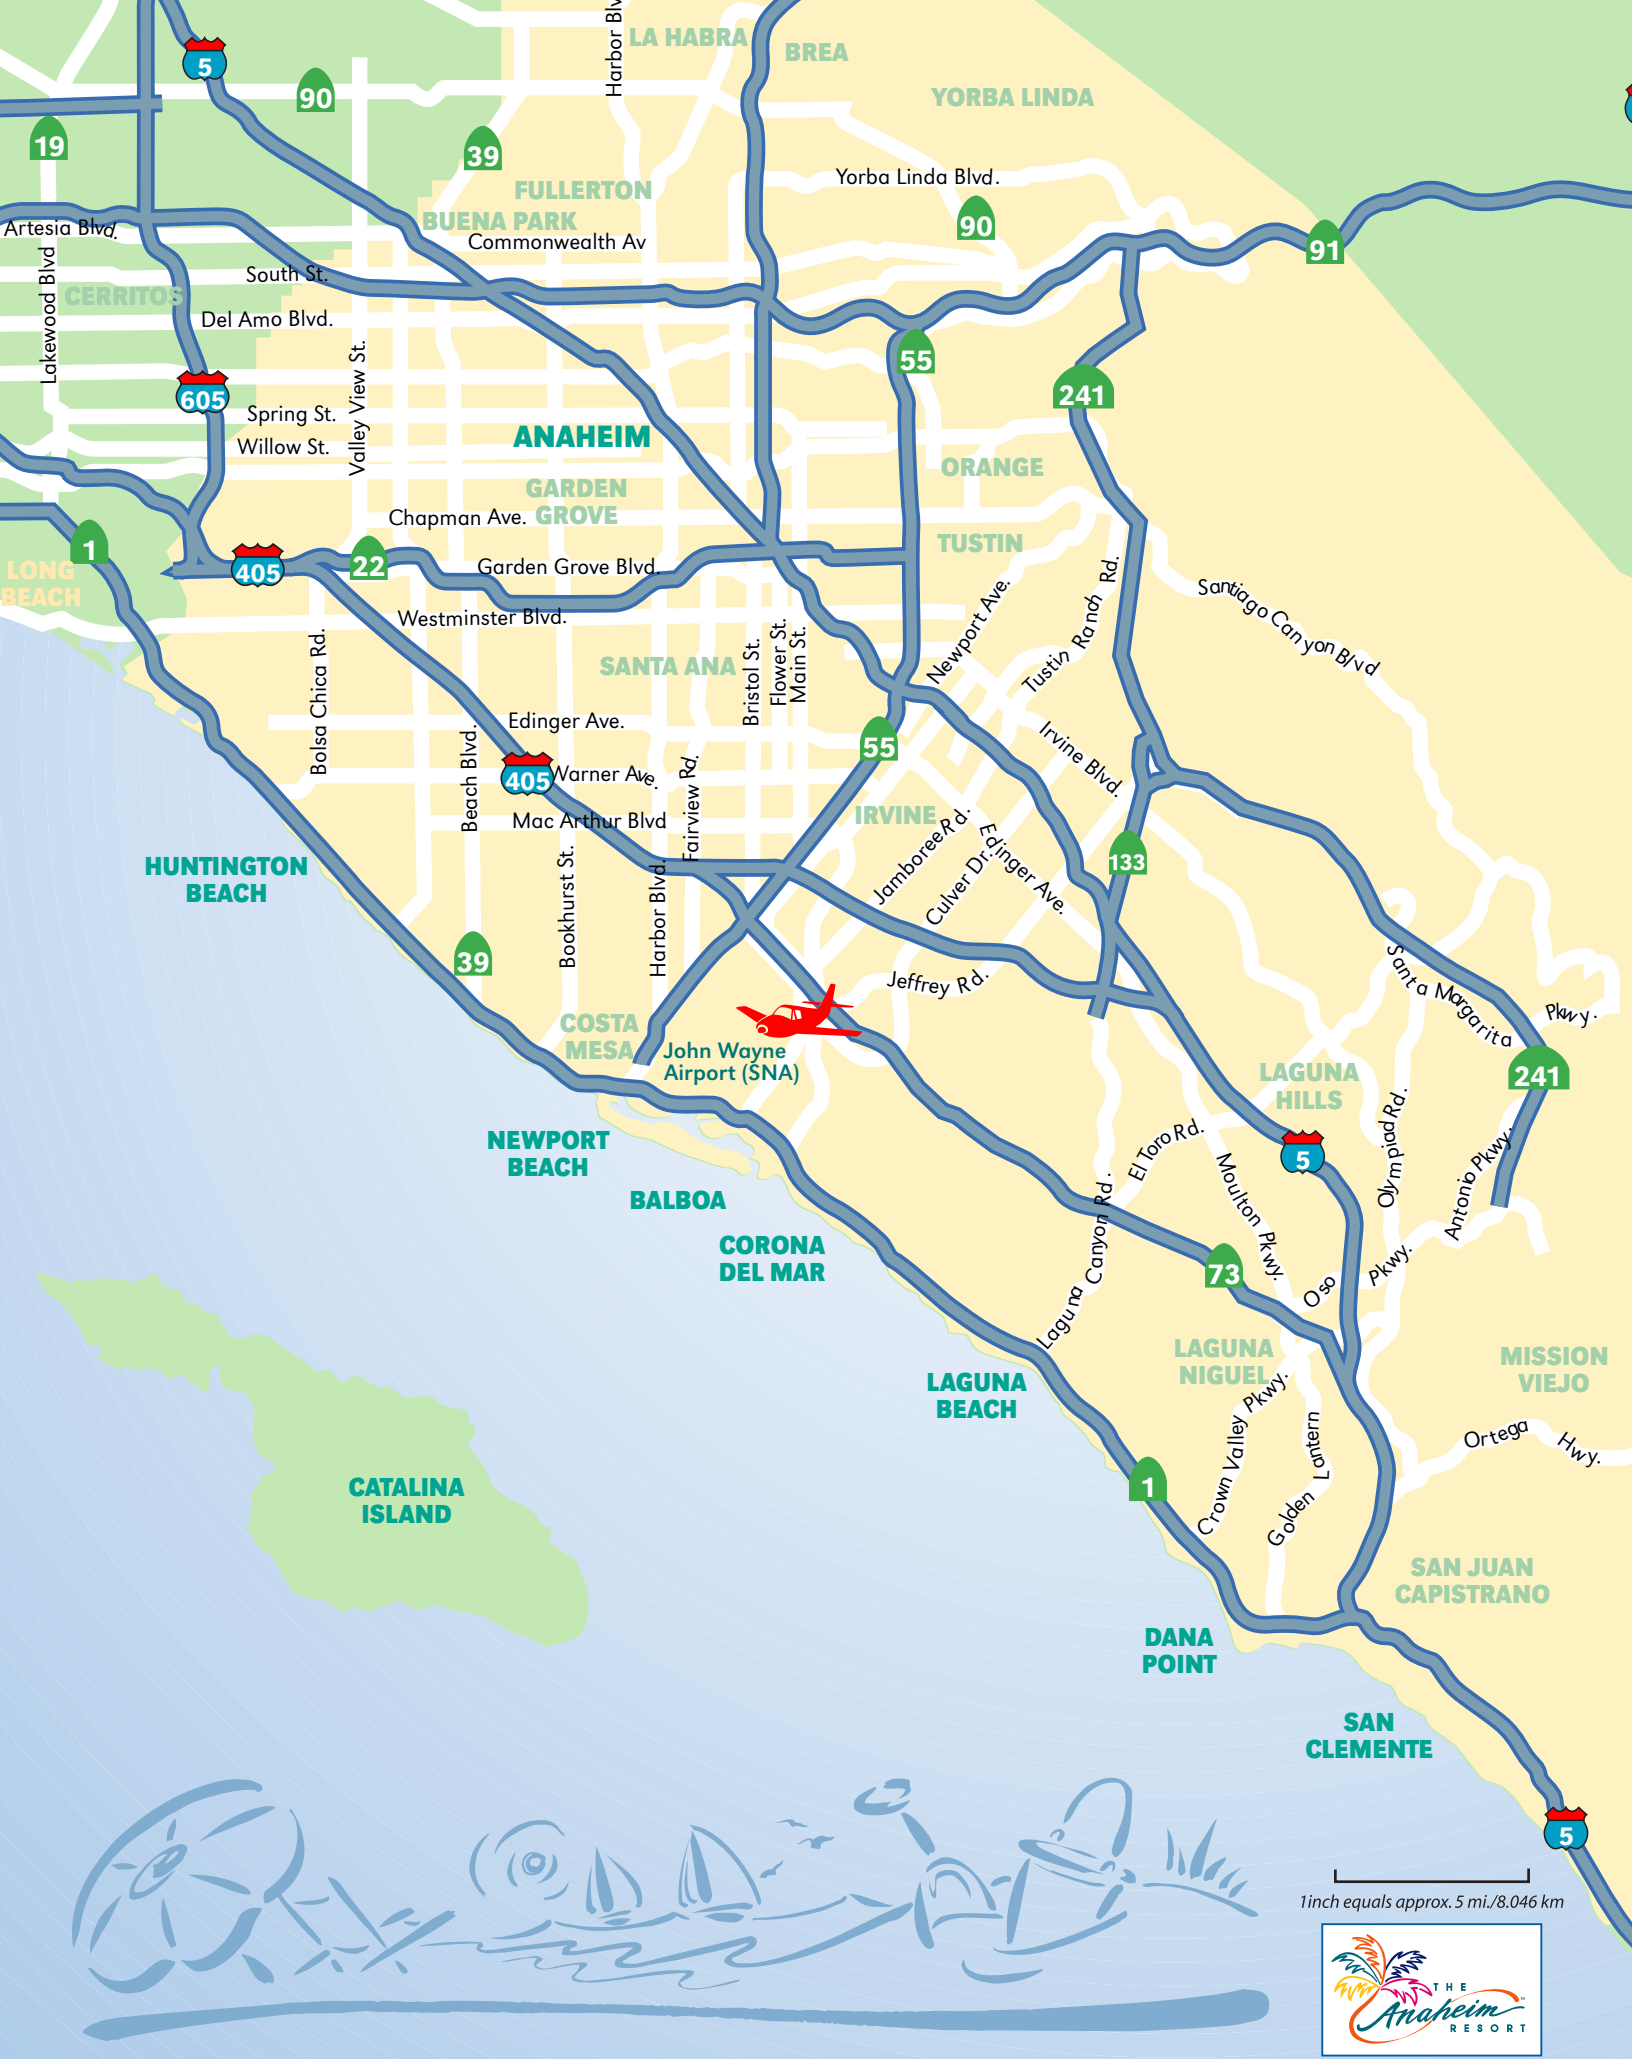 Harbor Blv
LA HABRA
BREA
5
90
YORBA LINDA
19
39
Yorba Linda Blvd.
FULLERTON
BUENA PARK
90
Artesia Blvd.
Commonwealth Av
91
South St.
Lakewood Blvd
CERRITOS
Del Amo Blvd.
55
Valley View St.
241
605
Spring St.
ANAHEIM
Willow St.
ORANGE
GARDEN
GROVE
Chapman Ave.
1
22
TUSTIN
405
Garden Grove Blvd.
LONG
BEACH
Newport Ave.
Tustin Ranch Rd.
Santiago Canyon Blvd
Westminster Blvd.
Bolsa Chica Rd.
SANTA ANA
Bristol St.
Flower St.
Main St.
Edinger Ave.
55
Irvine Blvd.
Beach Blvd.
405
Warner Ave.
Fairview Rd.
Mac Arthur Blvd
IRVINE
Jamboree Rd.
Culver Dr.
Edinger Ave.
133
HUNTINGTON
BEACH
Bookhurst St.
Harbor Blvd.
39
Jeffrey Rd.
Santa Margarita Pkwy.
COSTA
MESA
John Wayne
Airport (SNA)
LAGUNA
HILLS
241
Olympiad Rd.
NEWPORT
BEACH
El Toro Rd.
5
Moulton Pkwy.
Antonio Pkwy.
BALBOA
Laguna Canyon Rd.
CORONA
DEL MAR
73
Oso Pkwy.
LAGUNA
NIGUEL
MISSION
VIEJO
LAGUNA
BEACH
Crown Valley Pkwy.
Golden Lantern
Ortega Hwy.
CATALINA
ISLAND
1
SAN JUAN
CAPISTRANO
DANA
POINT
SAN
CLEMENTE
5
1inch equals approx. 5 mi./8.046 km
THE
Anaheim
RESORT